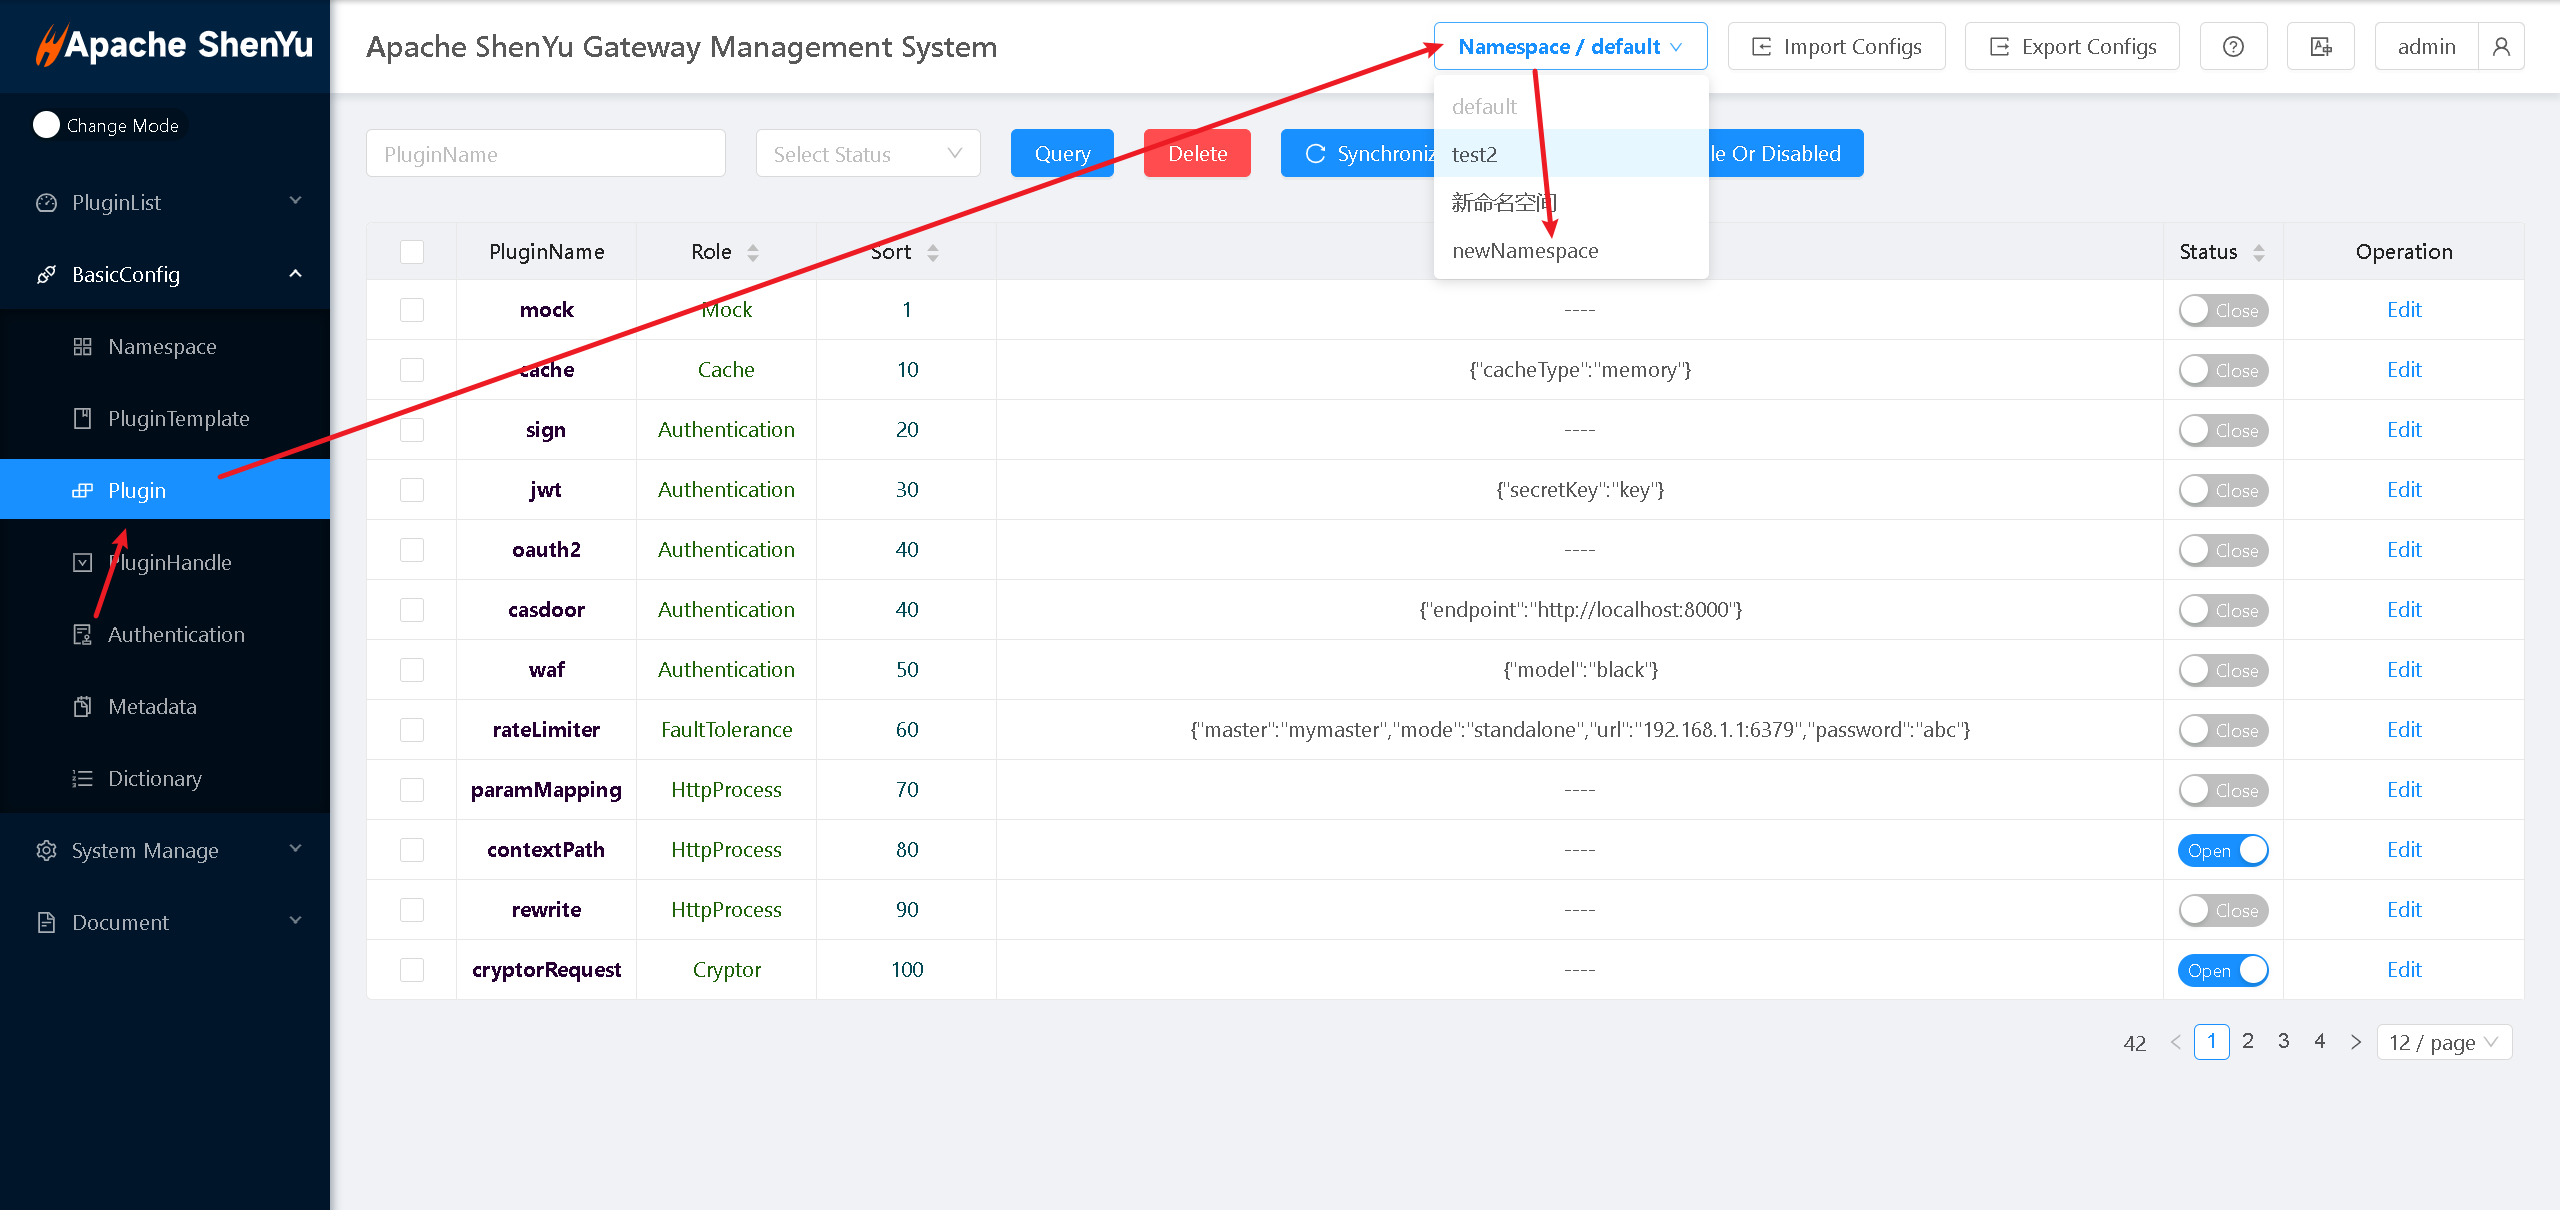 Apache ShenYu
Apache ShenYu Gateway Management System
Namespace / default
Import Configs
Export Configs
admin
default
test2
新命名空间
newNamespace
Change Mode
PluginList
BasicConfig
Namespace
PluginTemplate
Plugin
PluginHandle
Authentication
Metadata
Dictionary
System Manage
Document
PluginName
Select Status
Query
Delete
Synchroniz
le Or Disabled
PluginName Role Sort Status Operation
mock Mock 1 ---- Close Edit
cache Cache 10 {"cacheType":"memory"} Close Edit
sign Authentication 20 ---- Close Edit
jwt Authentication 30 {"secretKey":"key"} Close Edit
oauth2 Authentication 40 ---- Close Edit
casdoor Authentication 40 {"endpoint":"http://localhost:8000"} Close Edit
waf Authentication 50 {"model":"black"} Close Edit
rateLimiter FaultTolerance 60 {"master":"mymaster","mode":"standalone","url":"192.168.1.1:6379","password":"abc"} Close Edit
paramMapping HttpProcess 70 ---- Close Edit
contextPath HttpProcess 80 ---- Open Edit
rewrite HttpProcess 90 ---- Close Edit
cryptorRequest Cryptor 100 ---- Open Edit
42 < 1 2 3 4 > 12 / page